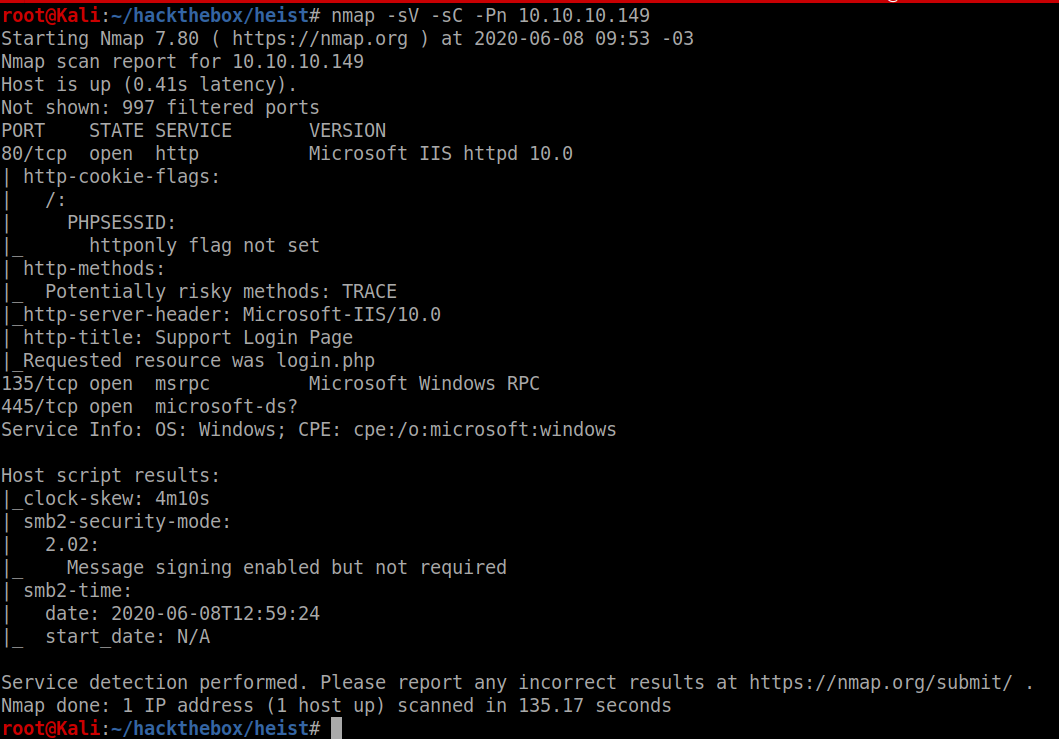 root@Kali:~/hackthebox/heist# nmap -sV -sC -Pn 10.10.10.149
Starting Nmap 7.80 ( https://nmap.org ) at 2020-06-08 09:53 -03
Nmap scan report for 10.10.10.149
Host is up (0.41s latency).
Not shown: 997 filtered ports
PORT    STATE SERVICE       VERSION
80/tcp  open  http          Microsoft IIS httpd 10.0
| http-cookie-flags:
|   /:
|     PHPSESSID:
|_      httponly flag not set
| http-methods:
|_  Potentially risky methods: TRACE
|_http-server-header: Microsoft-IIS/10.0
| http-title: Support Login Page
|_Requested resource was login.php
135/tcp open  msrpc         Microsoft Windows RPC
445/tcp open  microsoft-ds?
Service Info: OS: Windows; CPE: cpe:/o:microsoft:windows

Host script results:
|_clock-skew: 4m10s
| smb2-security-mode:
|   2.02:
|_    Message signing enabled but not required
| smb2-time:
|   date: 2020-06-08T12:59:24
|_  start_date: N/A

Service detection performed. Please report any incorrect results at https://nmap.org/submit/ .
Nmap done: 1 IP address (1 host up) scanned in 135.17 seconds
root@Kali:~/hackthebox/heist#